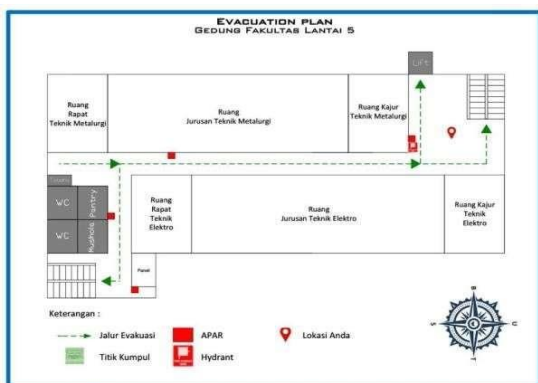 EVACUATION PLAN
GEDUNG FAKULTAS LANTAI 5
Lift
Ruang
Rapat
Teknik Metalurgi
Ruang
Jurusan Teknik Metalurgi
Ruang Kajur
Teknik Metalurgi
WC
Pantry
WC
Mushola
Ruang
Rapat
Teknik
Elektro
Ruang
Jurusan Teknik Elektro
Ruang Kajur
Teknik
Elektro
Panel
Keterangan :
Jalur Evakuasi
APAR
Lokasi Anda
Titik Kumpul
Hydrant